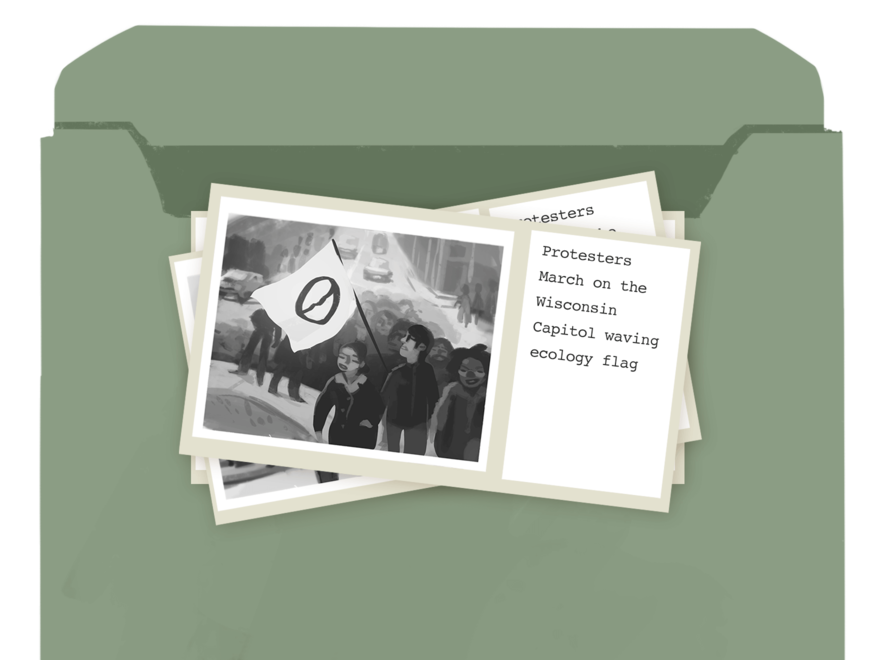 Protesters
March on the
Wisconsin
Capitol waving
ecology flag